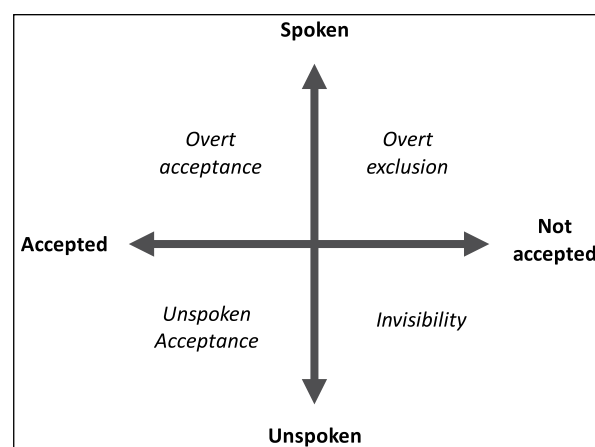 Spoken
Overt
acceptance
Overt
exclusion
Accepted
Not
accepted
Unspoken
Acceptance
Invisibility
Unspoken